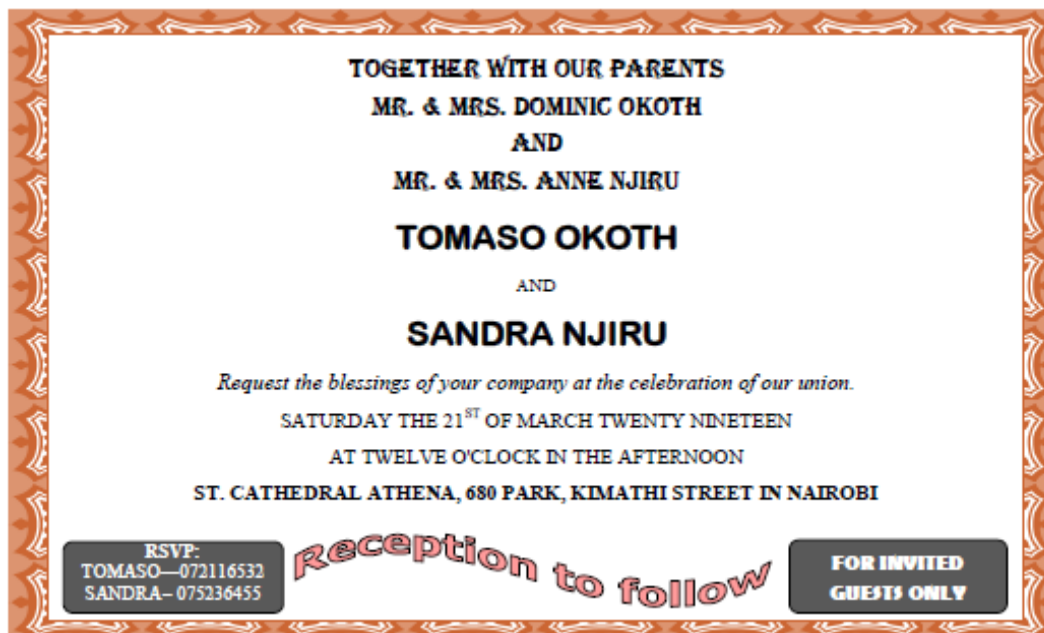 TOGETHER WITH OUR PARENTS
MR. & MRS. DOMINIC OKOTH
AND
MR. & MRS. ANNE NJIRU
TOMASO OKOTH
AND
SANDRA NJIRU
Request the blessings of your company at the celebration of our union.
SATURDAY THE 21ST OF MARCH TWENTY NINETEEN
AT TWELVE O'CLOCK IN THE AFTERNOON
ST. CATHEDRAL ATHENA, 680 PARK, KIMATHI STREET IN NAIROBI
RSVP:
TOMASO—072116532
SANDRA– 075236455
Reception to follow
FOR INVITED
GUESTS ONLY